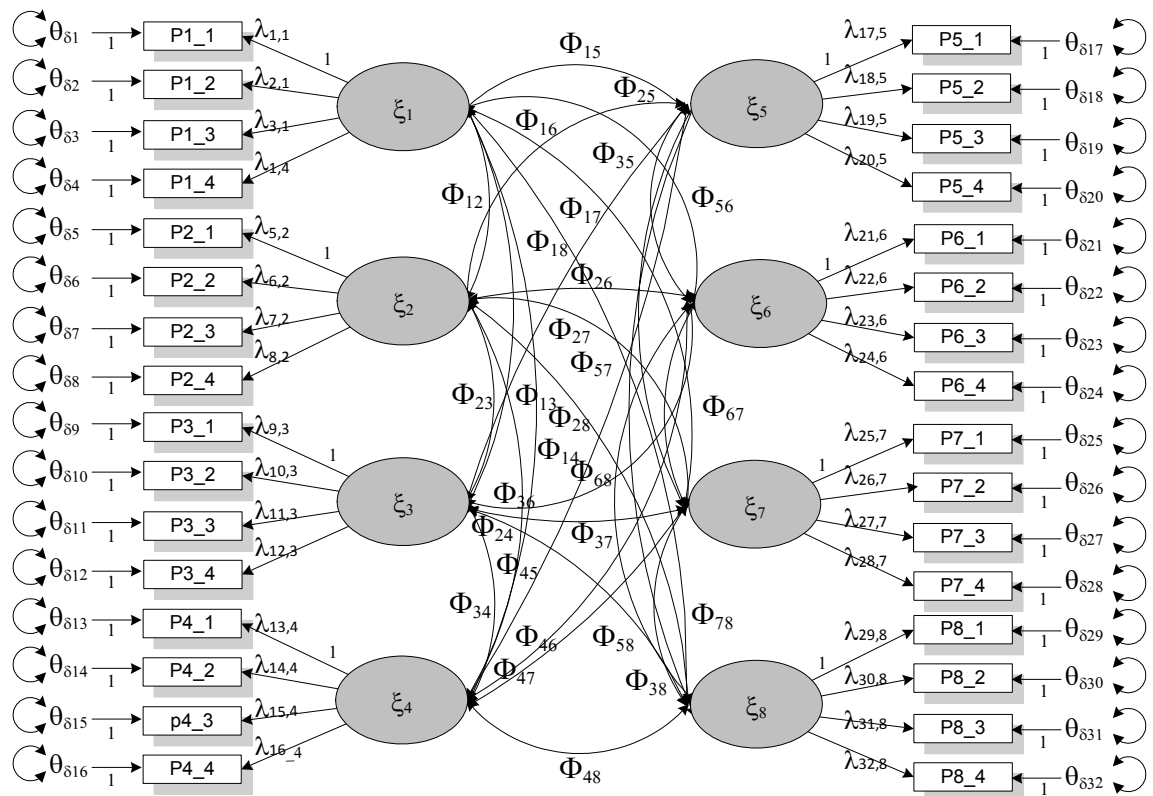 θδ1 1 P1_1 λ1,1
θδ2 1 P1_2 λ2,1
θδ3 1 P1_3 λ3,1
θδ4 1 P1_4 λ1,4
1
ξ1
θδ5 1 P2_1 λ5,2
θδ6 1 P2_2 λ6,2
θδ7 1 P2_3 λ7,2
θδ8 1 P2_4 λ8,2
1
ξ2
θδ9 1 P3_1 λ9,3
θδ10 1 P3_2 λ10,3
θδ11 1 P3_3 λ11,3
θδ12 1 P3_4 λ12,3
1
ξ3
θδ13 1 P4_1 λ13,4
θδ14 1 P4_2 λ14,4
θδ15 1 p4_3 λ15,4
θδ16 1 P4_4 λ16_4
1
ξ4
Φ15
Φ25
Φ16
Φ35
Φ12
Φ17
Φ56
Φ18
Φ26
Φ27
Φ57
Φ23
Φ13
Φ28
Φ67
Φ14
Φ68
Φ36
Φ24
Φ37
Φ45
Φ34
Φ46
Φ58
Φ78
Φ47
Φ38
Φ48
ξ5
1
λ17,5 P5_1 1 θδ17
λ18,5 P5_2 1 θδ18
λ19,5 P5_3 1 θδ19
λ20,5 P5_4 1 θδ20
ξ6
1
λ21,6 P6_1 1 θδ21
λ22,6 P6_2 1 θδ22
λ23,6 P6_3 1 θδ23
λ24,6 P6_4 1 θδ24
ξ7
1
λ25,7 P7_1 1 θδ25
λ26,7 P7_2 1 θδ26
λ27,7 P7_3 1 θδ27
λ28,7 P7_4 1 θδ28
ξ8
1
λ29,8 P8_1 1 θδ29
λ30,8 P8_2 1 θδ30
λ31,8 P8_3 1 θδ31
λ32,8 P8_4 1 θδ32